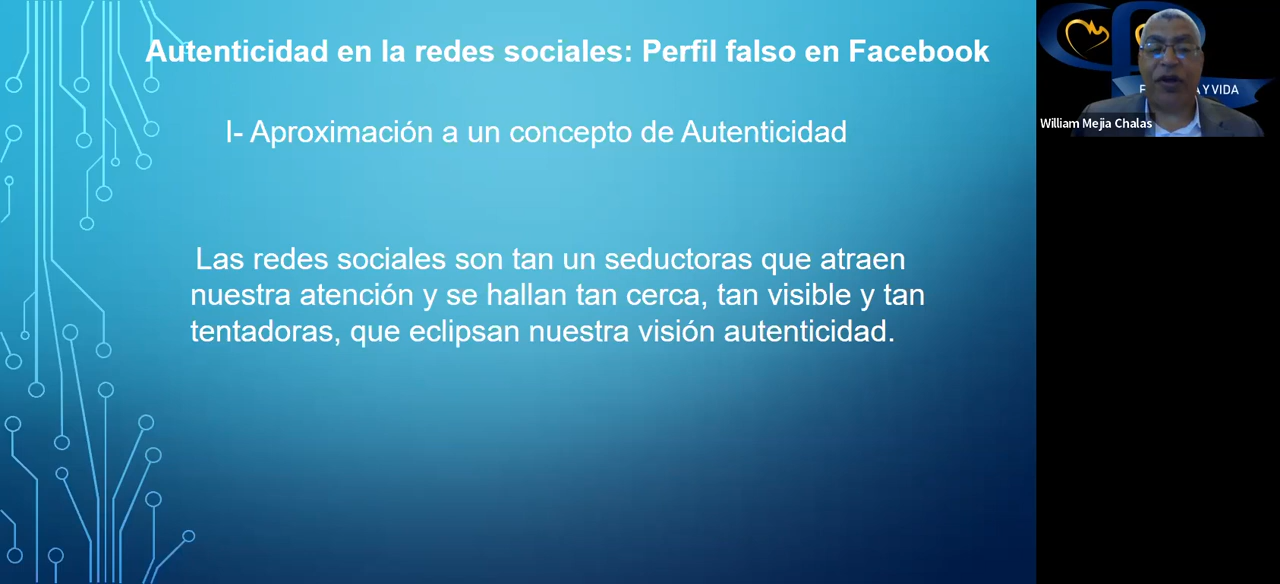 Autenticidad en la redes sociales: Perfil falso en Facebook
I- Aproximación a un concepto de Autenticidad
Las redes sociales son tan un seductoras que atraen
nuestra atención y se hallan tan cerca, tan visible y tan
tentadoras, que eclipsan nuestra visión autenticidad.
A Y VIDA
William Mejia Chalas